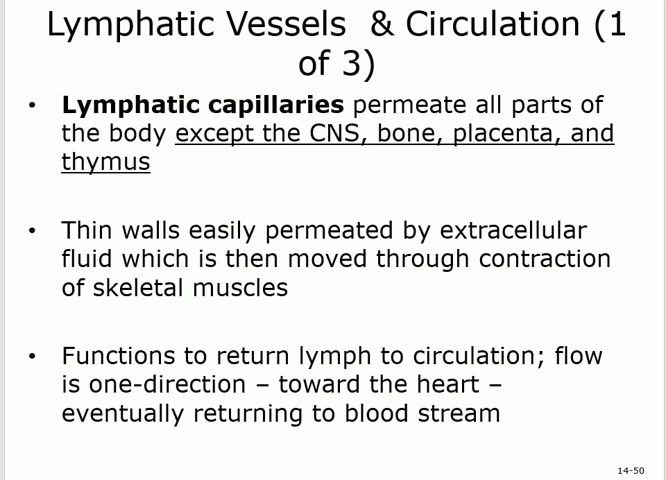 Lymphatic Vessels & Circulation (1
of 3)
• Lymphatic capillaries permeate all parts of
the body except the CNS, bone, placenta, and
thymus
• Thin walls easily permeated by extracellular
fluid which is then moved through contraction
of skeletal muscles
• Functions to return lymph to circulation; flow
is one-direction – toward the heart –
eventually returning to blood stream
14-50